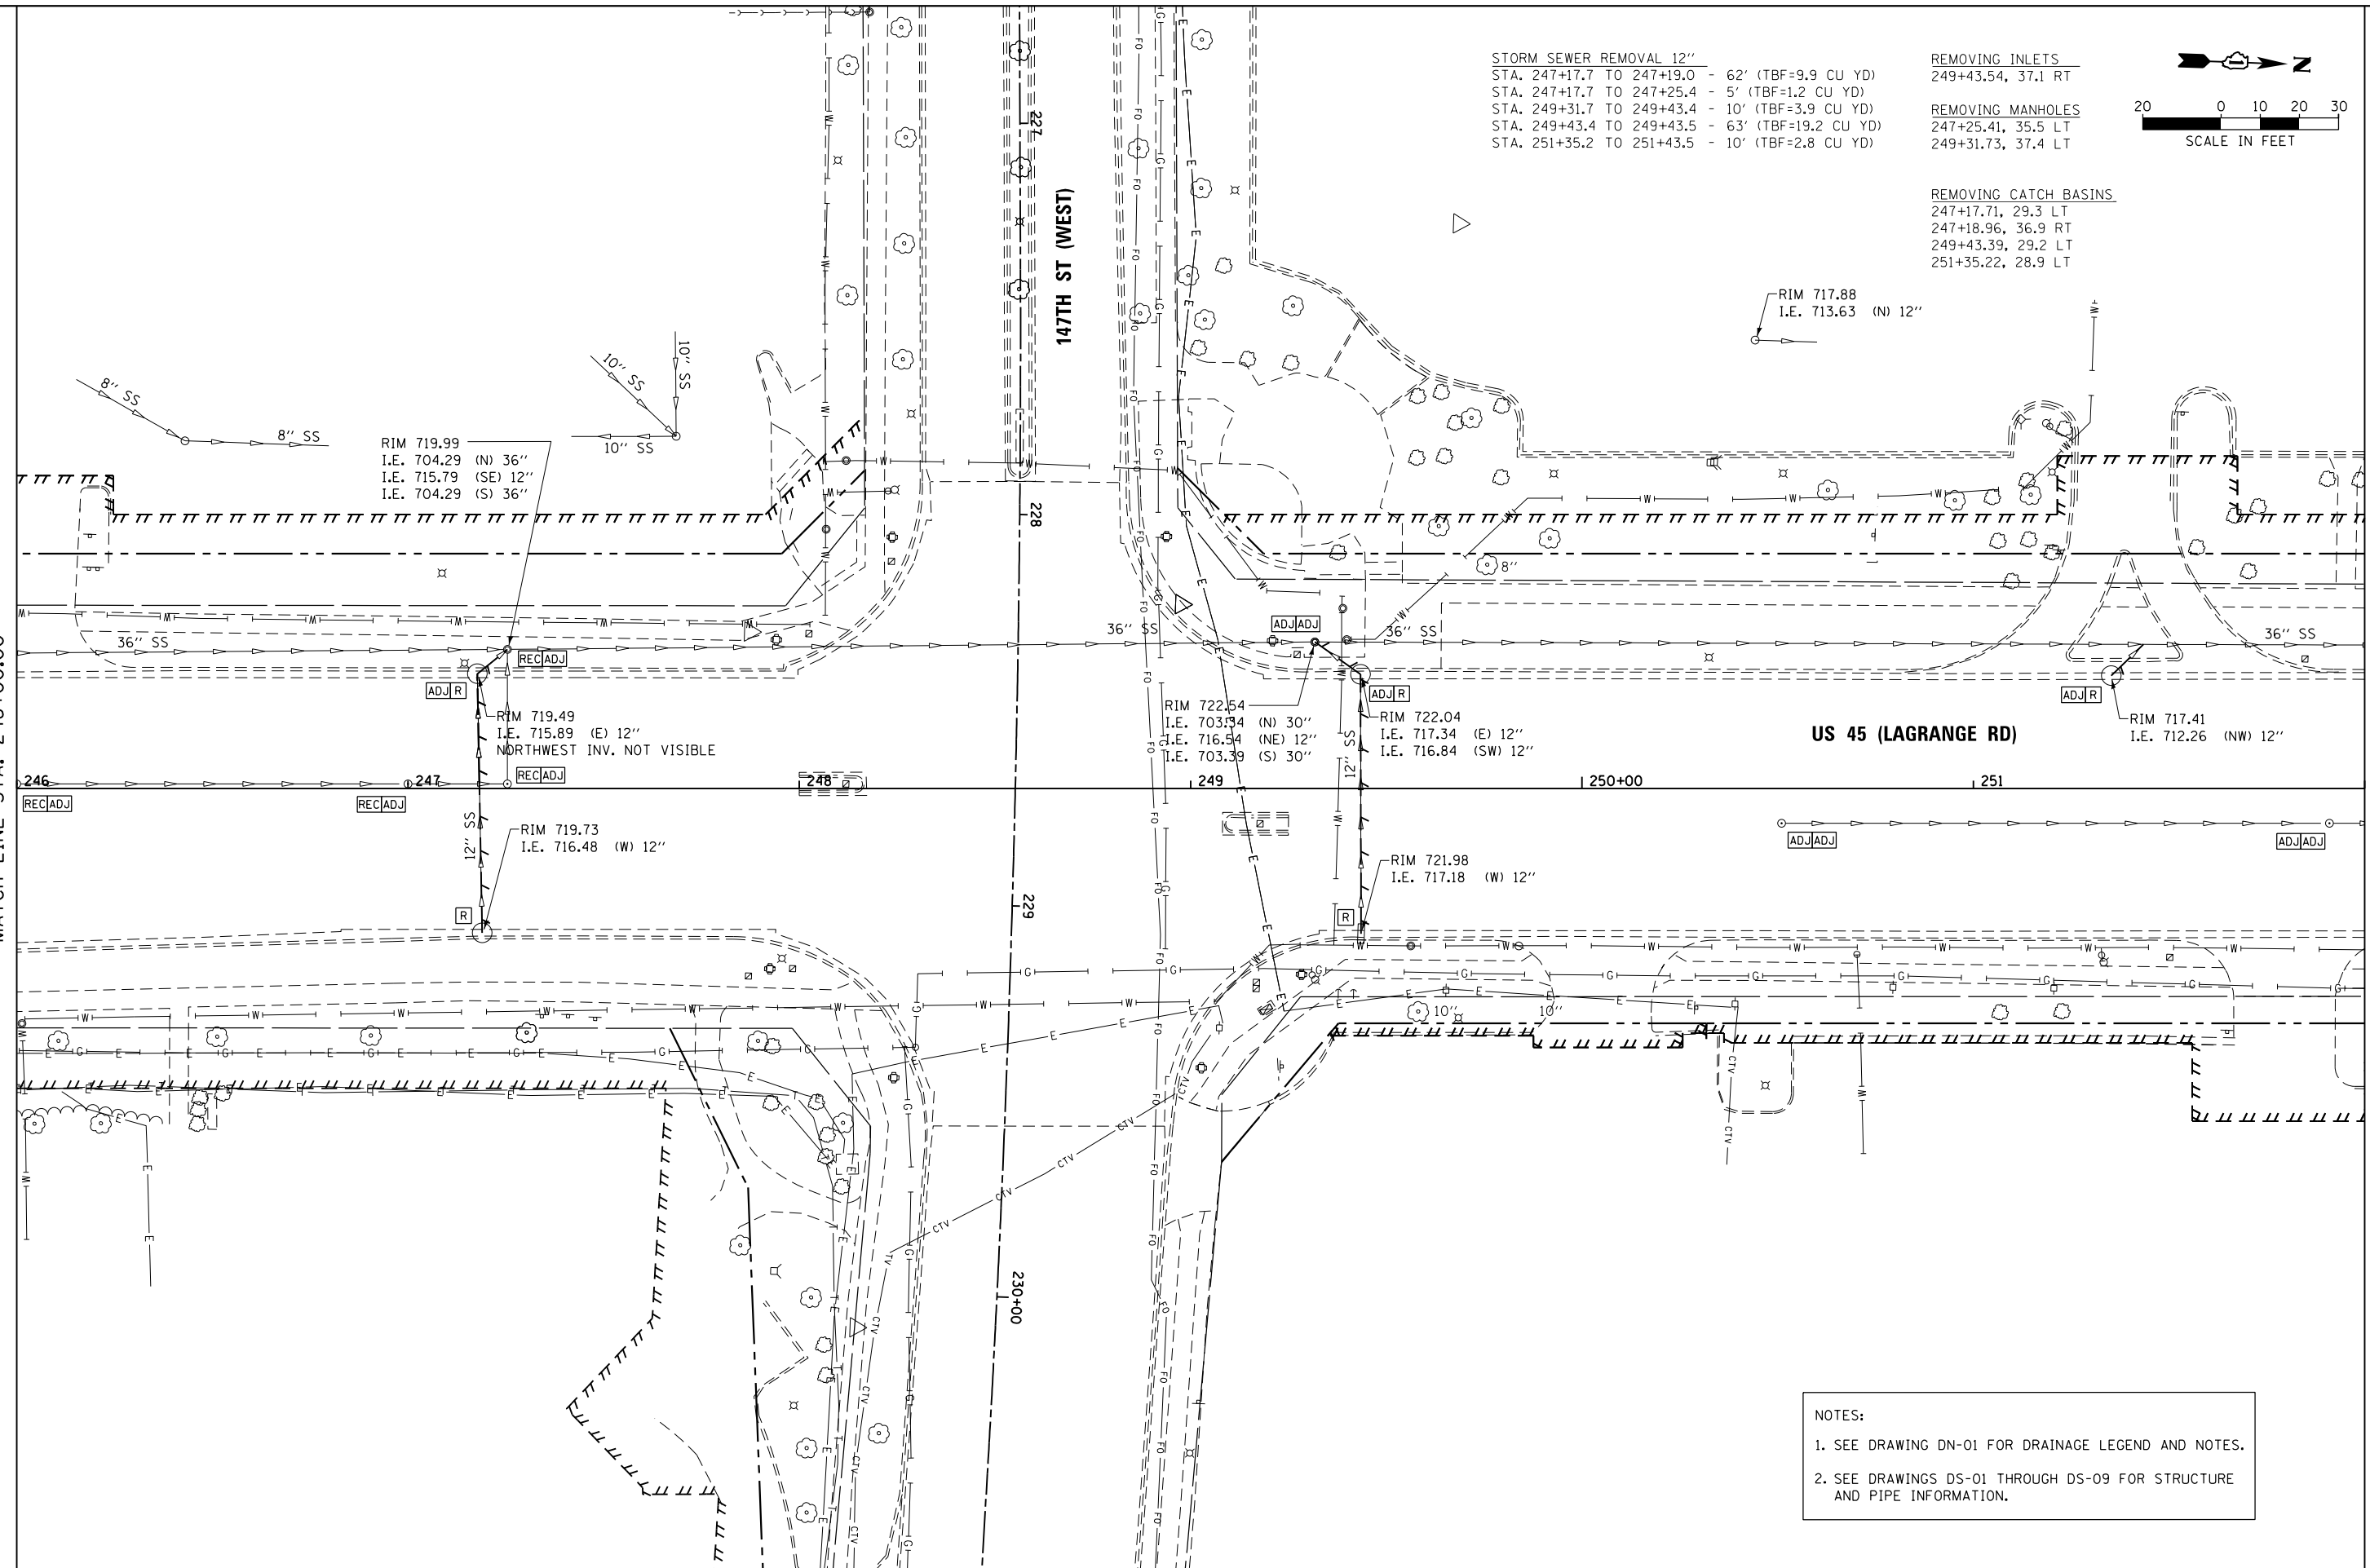 STORM SEWER REMOVAL 12''
STA. 247+17.7 TO 247+19.0 - 62' (TBF=9.9 CU YD)
STA. 247+17.7 TO 247+25.4 - 5' (TBF=1.2 CU YD)
STA. 249+31.7 TO 249+43.4 - 10' (TBF=3.9 CU YD)
STA. 249+43.4 TO 249+43.5 - 63' (TBF=19.2 CU YD)
STA. 251+35.2 TO 251+43.5 - 10' (TBF=2.8 CU YD)
REMOVING INLETS
249+43.54, 37.1 RT
REMOVING MANHOLES
247+25.41, 35.5 LT
249+31.73, 37.4 LT
REMOVING CATCH BASINS
247+17.71, 29.3 LT
247+18.96, 36.9 RT
249+43.39, 29.2 LT
251+35.22, 28.9 LT
N
20 0 10 20 30
SCALE IN FEET
227
147TH ST (WEST)
RIM 717.88
I.E. 713.63 (N) 12''
8'' SS
8'' SS
10'' SS
10'' SS
10'' SS
RIM 719.99
I.E. 704.29 (N) 36''
I.E. 715.79 (SE) 12''
I.E. 704.29 (S) 36''
228
8''
36'' SS
REC ADJ
36'' SS
ADJ ADJ
36'' SS
36'' SS
ADJ R
RIM 719.49
I.E. 715.89 (E) 12''
NORTHWEST INV. NOT VISIBLE
REC ADJ
RIM 722.54
I.E. 703.34 (N) 30''
I.E. 716.54 (NE) 12''
I.E. 703.39 (S) 30''
ADJ R
RIM 722.04
I.E. 717.34 (E) 12''
I.E. 716.84 (SW) 12''
12'' SS
US 45 (LAGRANGE RD)
ADJ R
RIM 717.41
I.E. 712.26 (NW) 12''
246
247
248
249
250+00
251
REC ADJ
REC ADJ
12'' SS
RIM 719.73
I.E. 716.48 (W) 12''
R
RIM 721.98
I.E. 717.18 (W) 12''
R
ADJ ADJ
ADJ ADJ
229
10''
10''
230+00
CTV
CTV
CTV
CTV
NOTES:
1. SEE DRAWING DN-01 FOR DRAINAGE LEGEND AND NOTES.
2. SEE DRAWINGS DS-01 THROUGH DS-09 FOR STRUCTURE
AND PIPE INFORMATION.